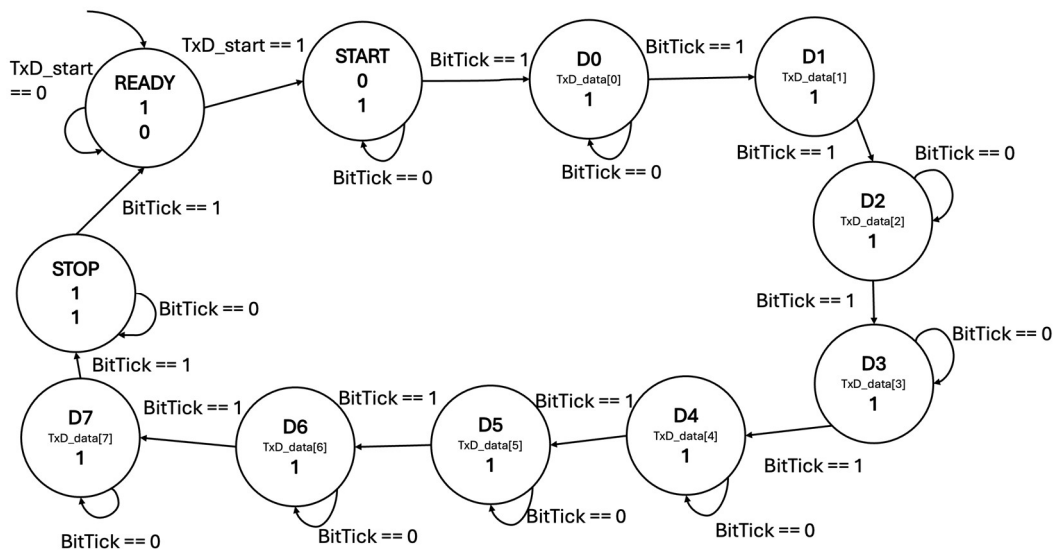 TxD_start
== 0
READY
1
0
TxD_start == 1
START
0
1
BitTick == 0
BitTick == 1
D0
TxD_data[0]
1
BitTick == 0
BitTick == 1
D1
TxD_data[1]
1
BitTick == 1
D2
TxD_data[2]
1
BitTick == 0
BitTick == 1
D3
TxD_data[3]
1
BitTick == 0
BitTick == 1
D4
TxD_data[4]
1
BitTick == 0
BitTick == 1
D5
TxD_data[5]
1
BitTick == 0
BitTick == 1
D6
TxD_data[6]
1
BitTick == 0
BitTick == 1
D7
TxD_data[7]
1
BitTick == 0
BitTick == 1
STOP
1
1
BitTick == 0
BitTick == 1